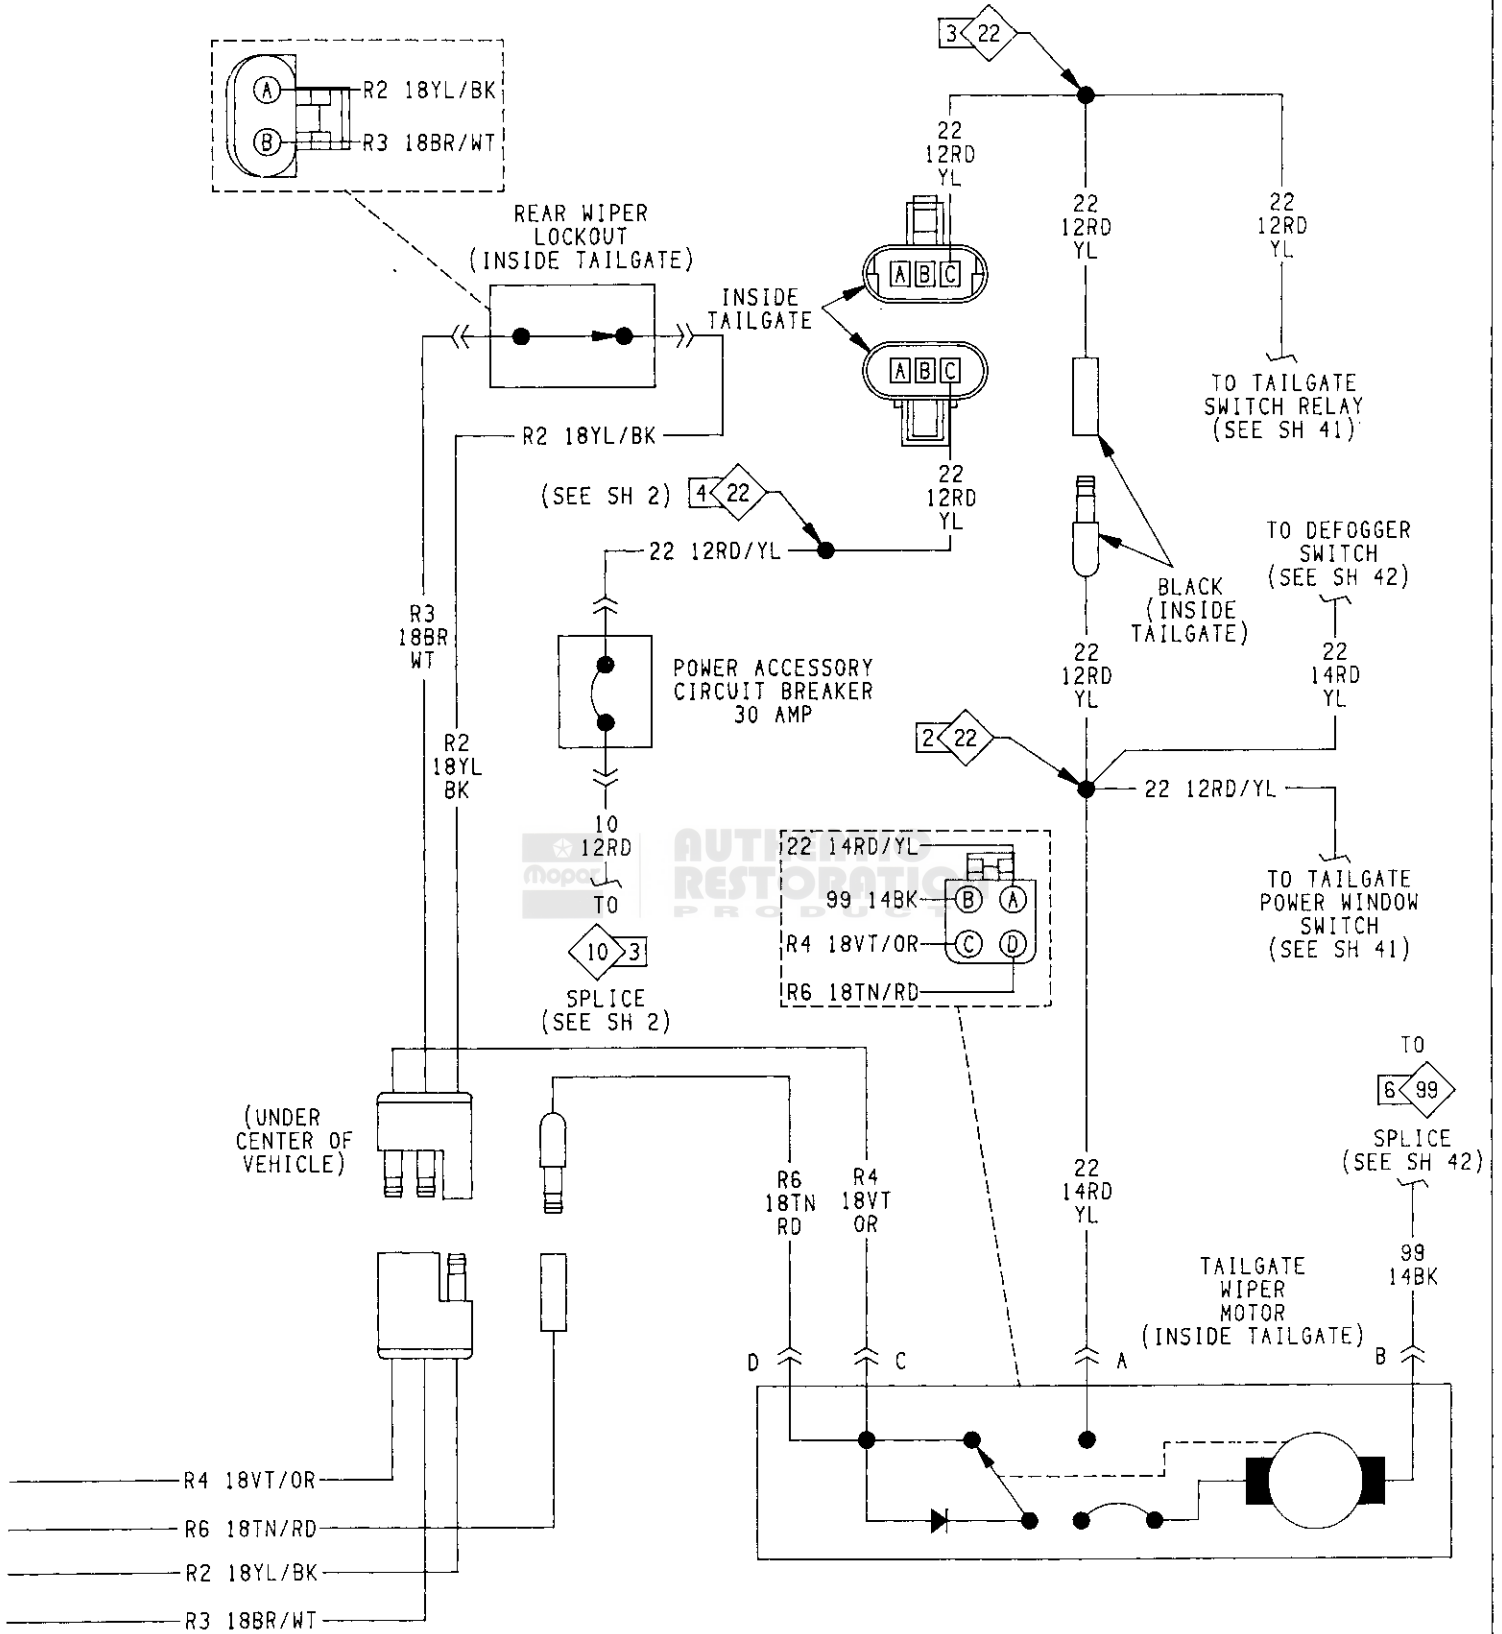 3 22
A R2 18YL/BK
B R3 18BR/WT
22
12RD
YL
22
12RD
YL
22
12RD
YL
REAR WIPER
LOCKOUT
(INSIDE TAILGATE)
A B C
INSIDE
TAILGATE
A B C
TO TAILGATE
SWITCH RELAY
(SEE SH 41)
R2 18YL/BK
22
12RD
YL
(SEE SH 2) 4 22
22 12RD/YL
TO DEFOGGER
SWITCH
(SEE SH 42)
BLACK
(INSIDE
TAILGATE)
R3
18BR
WT
22
12RD
YL
22
14RD
YL
POWER ACCESSORY
CIRCUIT BREAKER
30 AMP
2 22
R2
18YL
BK
22 12RD/YL
10
12RD
TO
10 3
SPLICE
(SEE SH 2)
Mopar
AUTHENTIC
RESTORATION
PRODUCT
22 14RD/YL
99 14BK B A
R4 18VT/OR C D
R6 18TN/RD
TO TAILGATE
POWER WINDOW
SWITCH
(SEE SH 41)
TO
6 99
SPLICE
(SEE SH 42)
(UNDER
CENTER OF
VEHICLE)
R6
18TN
RD
R4
18VT
OR
22
14RD
YL
99
14BK
TAILGATE
WIPER
MOTOR
(INSIDE TAILGATE)
D C A B
R4 18VT/OR
R6 18TN/RD
R2 18YL/BK
R3 18BR/WT